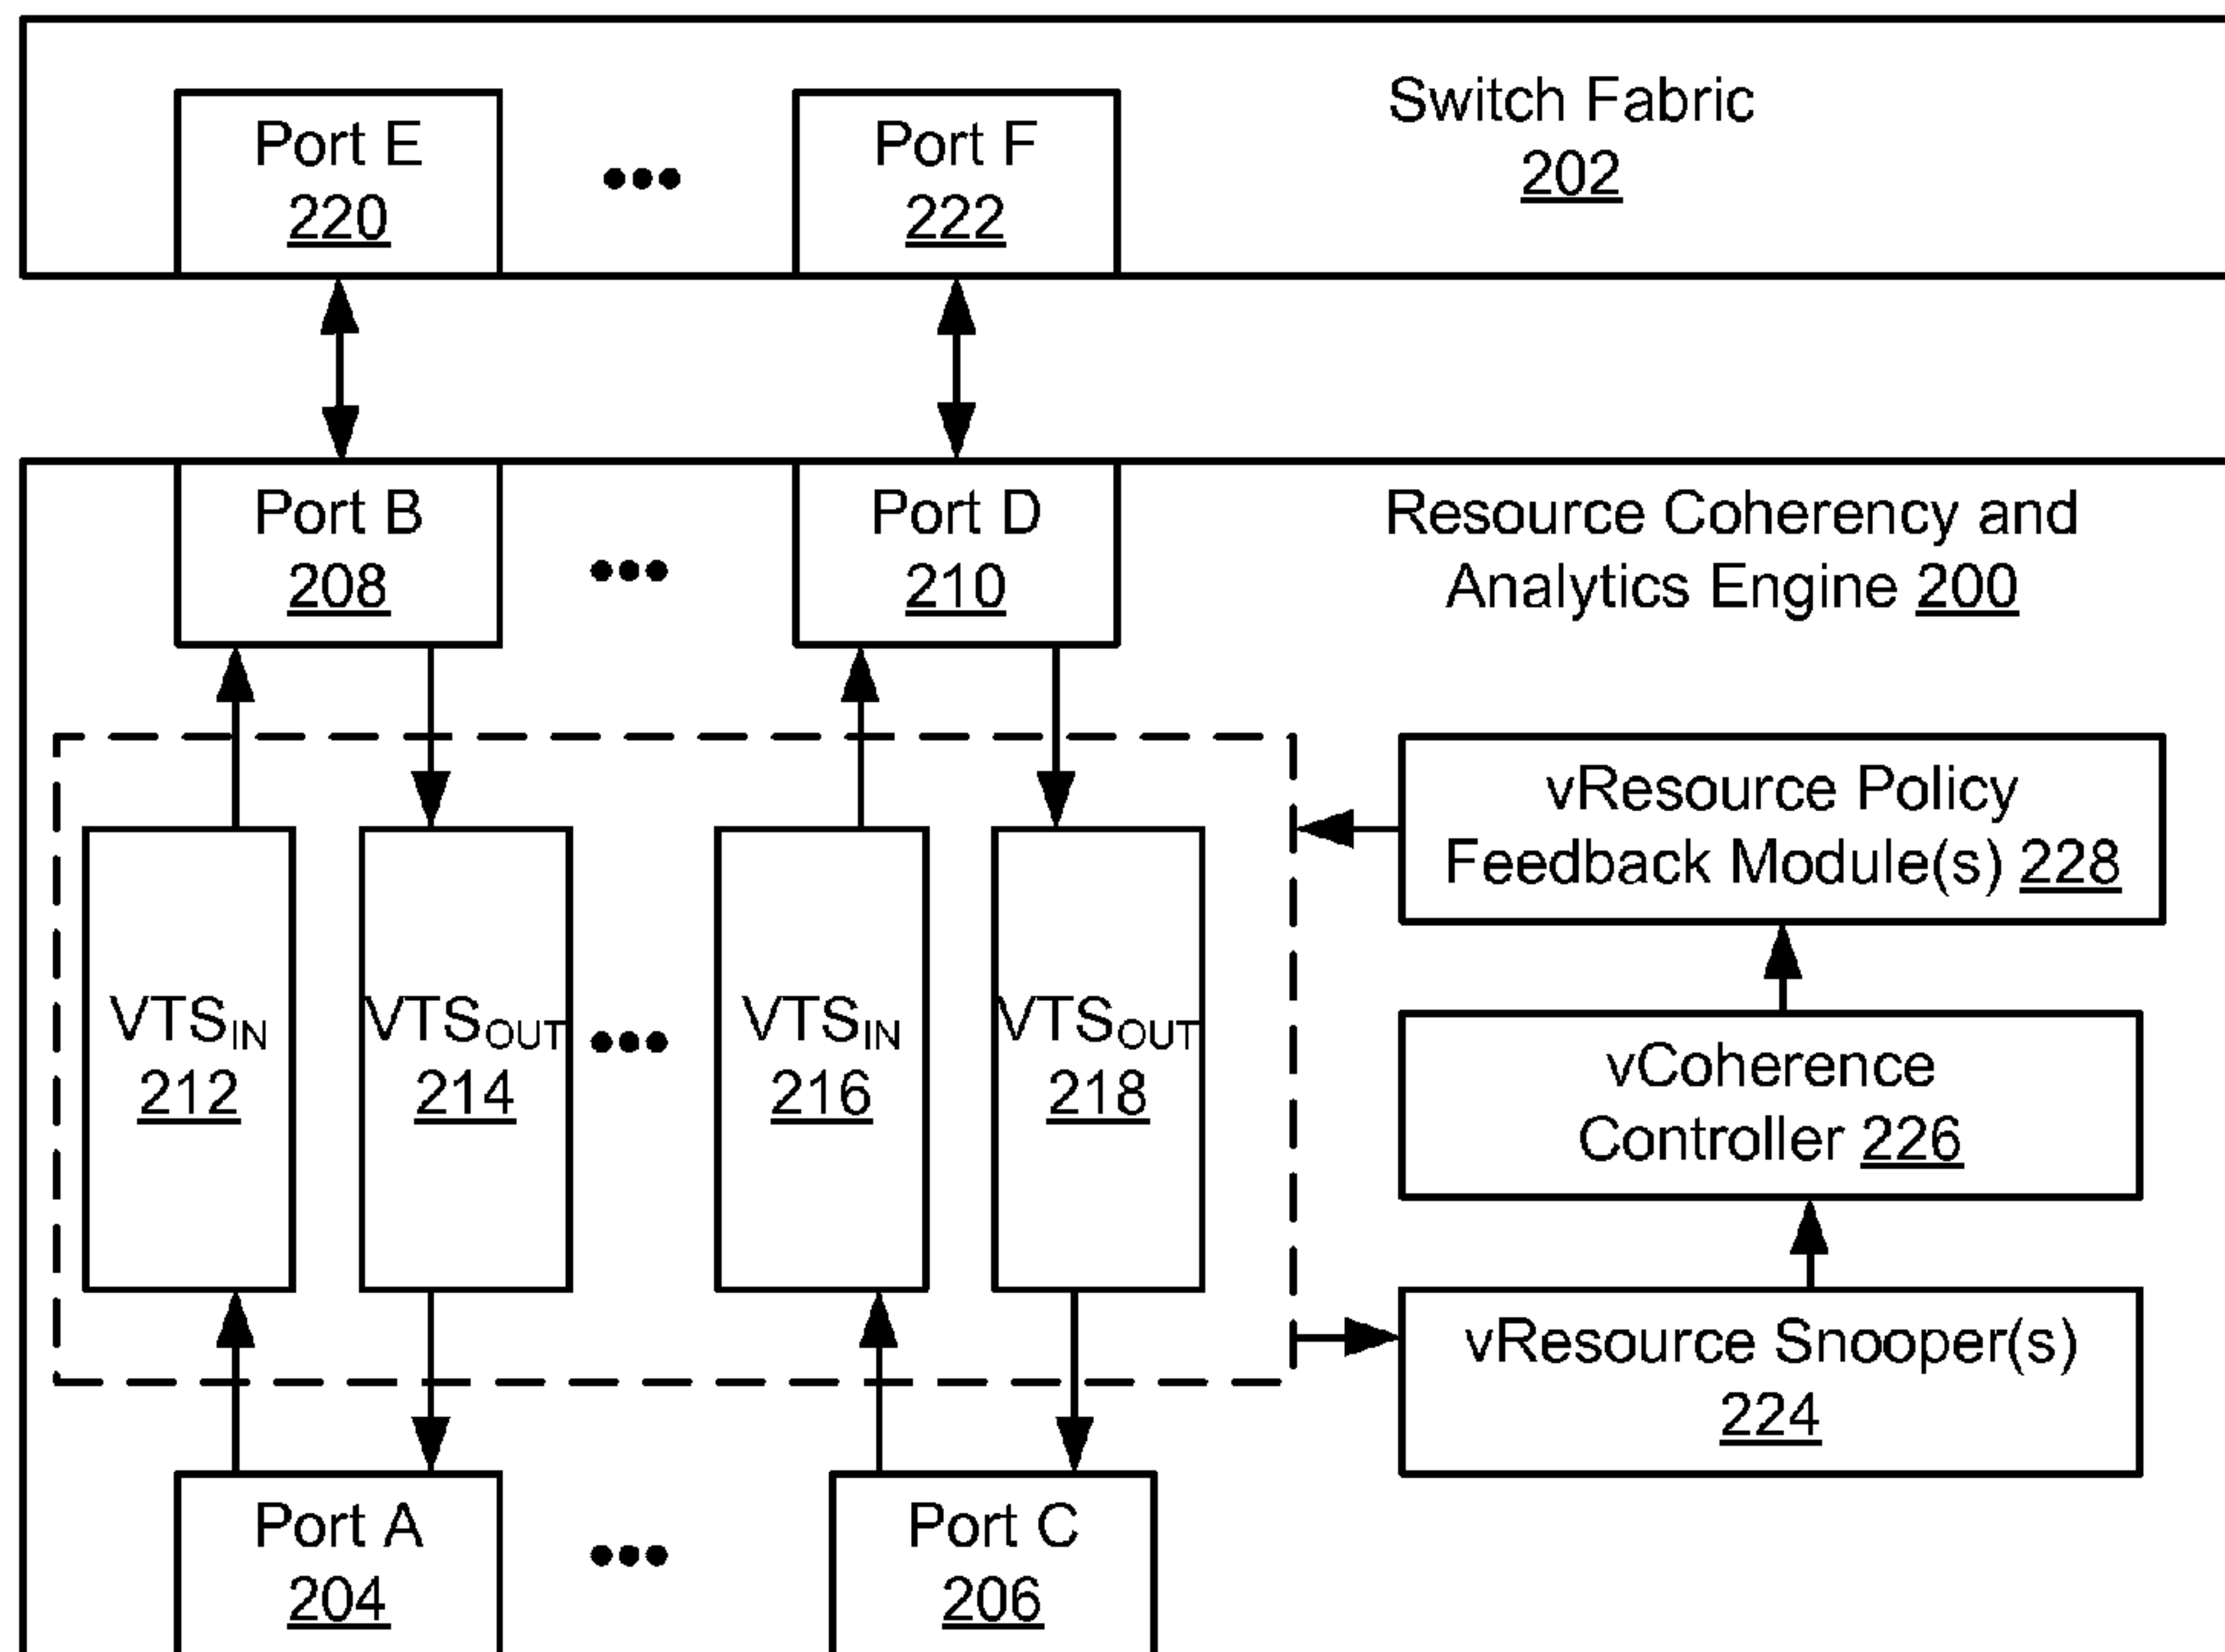 Switch Fabric
202
Port E
220
Port F
222
Port B
208
Port D
210
Resource Coherency and
Analytics Engine 200
vResource Policy
Feedback Module(s) 228
VTSIN
212
VTSOUT
214
VTSIN
216
VTSOUT
218
vCoherence
Controller 226
vResource Snooper(s)
224
Port A
204
Port C
206